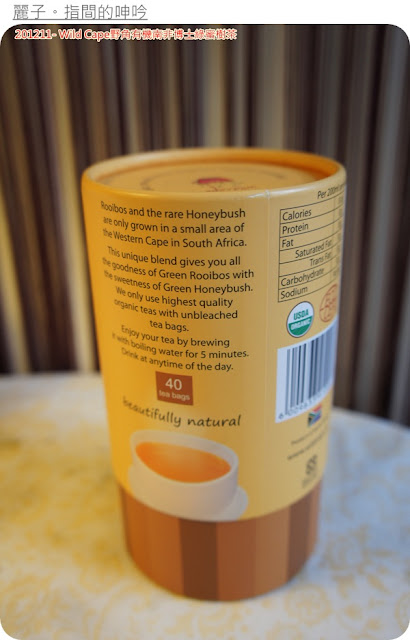 麗子。指間的呻吟
201211- Wild Cape野角有機南非博士綠蜜樹茶
Rooibos and the rare Honeybush
are only grown in a small area of
the Western Cape in South Africa.
This unique blend gives you all
the goodness of Green Rooibos with
the sweetness of Green Honeybush.
We only use highest quality
organic teas with unbleached
tea bags.
Enjoy your tea by brewing
it with boiling water for 5 minutes.
Drink at anytime of the day.
40
tea bags
beautifully natural
Per 200ml
Calories
Protein
Fat
Saturated Fat
Trans Fat
Carbohydrate
Sodium
USDA
ORGANIC